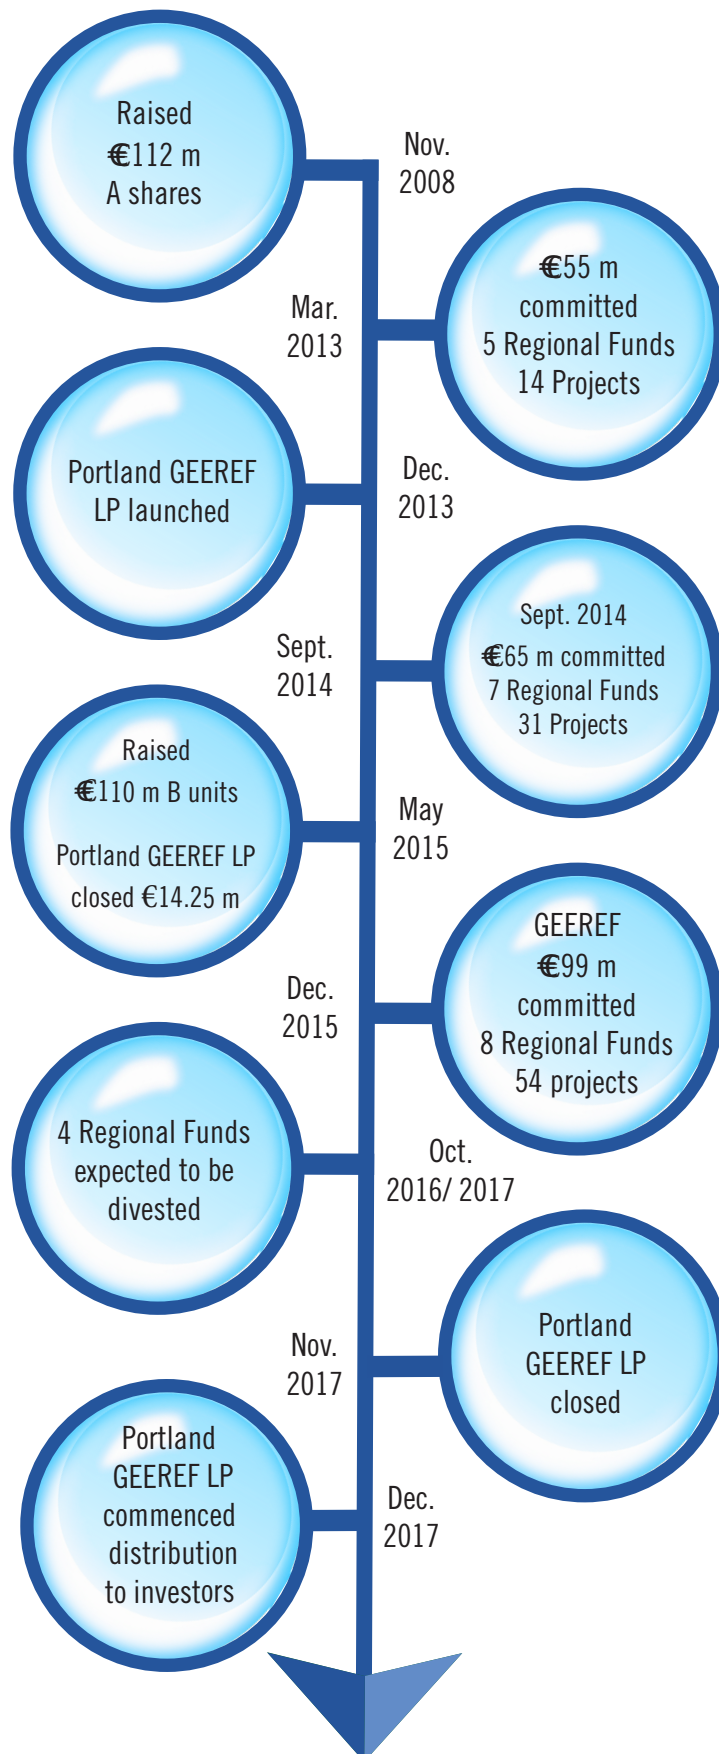 Raised
€112 m
A shares
Nov.
2008
€55 m
committed
5 Regional Funds
14 Projects
Mar.
2013
Portland GEEREF
LP launched
Dec.
2013
Sept. 2014
€65 m committed
7 Regional Funds
31 Projects
Sept.
2014
Raised
€110 m B units
Portland GEEREF LP
closed €14.25 m
May
2015
GEEREF
€99 m
committed
8 Regional Funds
54 projects
Dec.
2015
4 Regional Funds
expected to be
divested
Oct.
2016/ 2017
Portland
GEEREF LP
closed
Nov.
2017
Portland
GEEREF LP
commenced
distribution
to investors
Dec.
2017